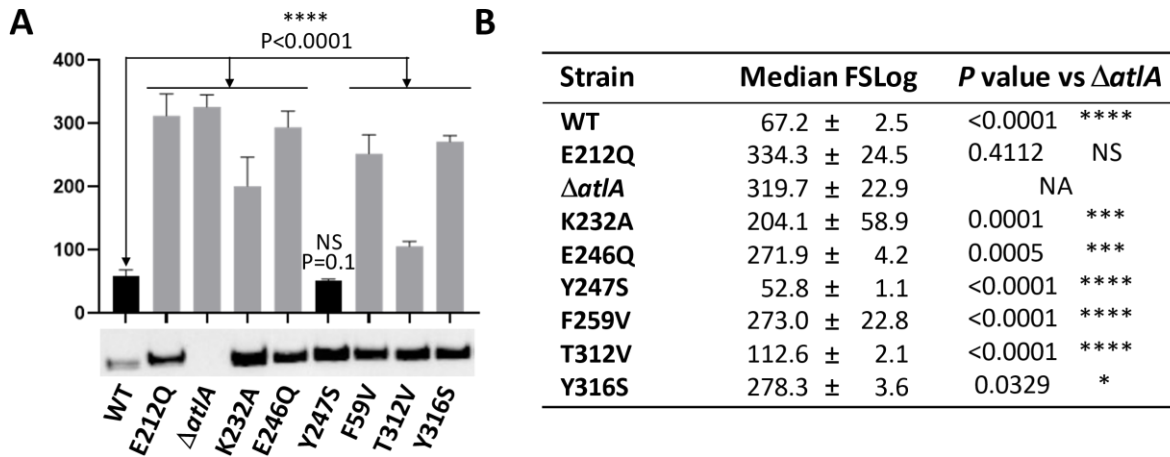 A
****
P<0.0001
400
300
200
100
0
NS
P=0.1
WT
E212Q
ΔatlA
K232A
E246Q
Y247S
F59V
T312V
Y316S
B
Strain Median FSLog P value vs ΔatlA
WT 67.2 ± 2.5 <0.0001 ****
E212Q 334.3 ± 24.5 0.4112 NS
ΔatlA 319.7 ± 22.9 NA
K232A 204.1 ± 58.9 0.0001 ***
E246Q 271.9 ± 4.2 0.0005 ***
Y247S 52.8 ± 1.1 <0.0001 ****
F259V 273.0 ± 22.8 <0.0001 ****
T312V 112.6 ± 2.1 <0.0001 ****
Y316S 278.3 ± 3.6 0.0329 *